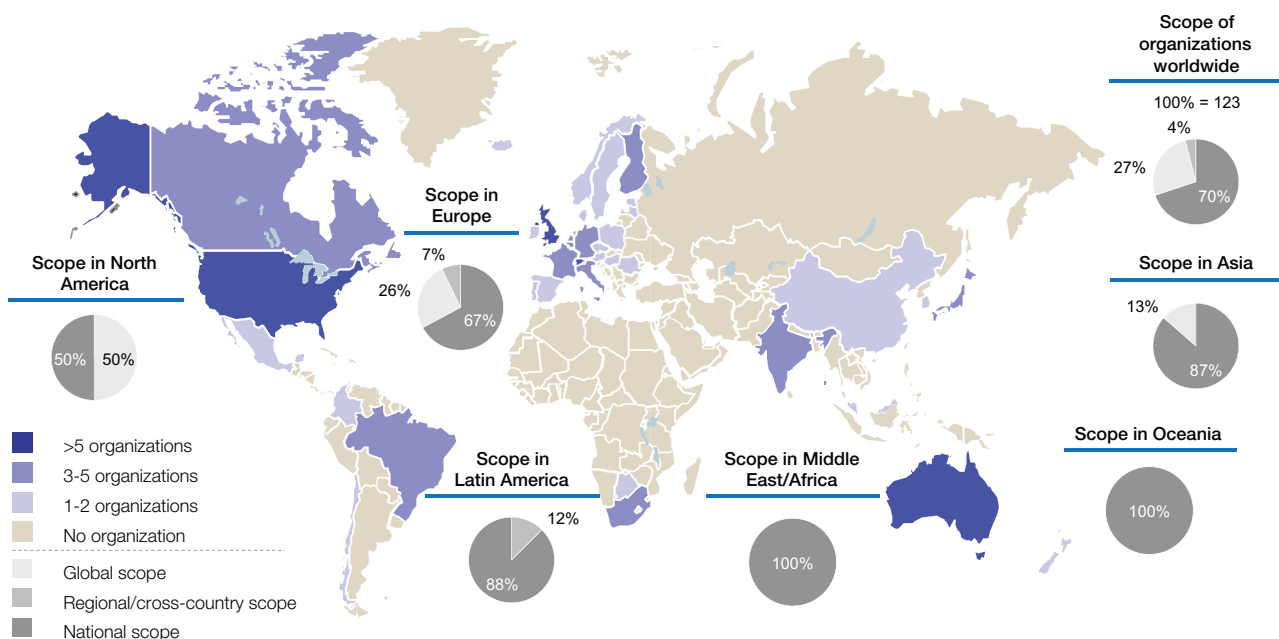 Scope of
organizations
worldwide
100% = 123
4%
27%
70%
Scope in
Europe
7%
26%
67%
Scope in North
America
50%
50%
Scope in Asia
13%
87%
>5 organizations
3-5 organizations
1-2 organizations
No organization
Global scope
Regional/cross-country scope
National scope
Scope in
Latin America
12%
88%
Scope in Middle
East/Africa
100%
Scope in Oceania
100%